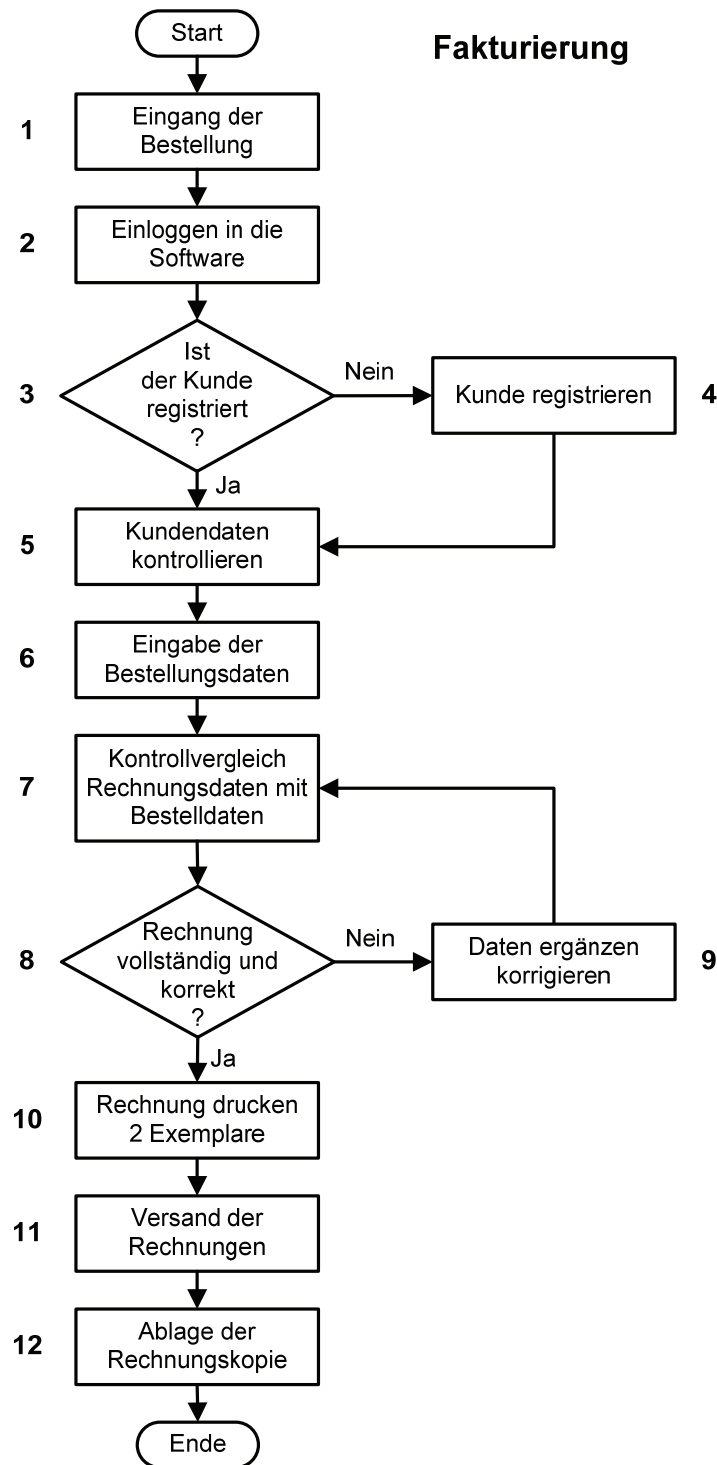 Start
Fakturierung
1
Eingang der
Bestellung
2
Einloggen in die
Software
3
Ist
der Kunde
registriert
?
Nein
Kunde registrieren
4
Ja
5
Kundendaten
kontrollieren
6
Eingabe der
Bestellungsdaten
7
Kontrollvergleich
Rechnungsdaten mit
Bestelldaten
8
Rechnung
vollständig und
korrekt
?
Nein
Daten ergänzen
korrigieren
9
Ja
10
Rechnung drucken
2 Exemplare
11
Versand der
Rechnungen
12
Ablage der
Rechnungskopie
Ende